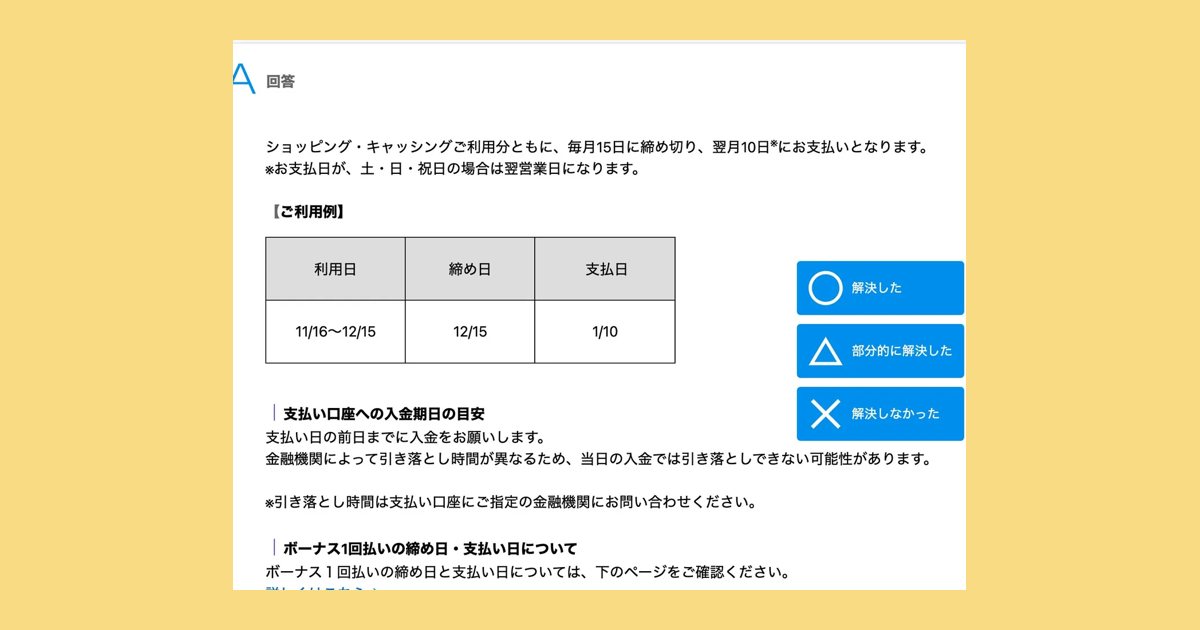 A 回答
ショッピング・キャッシングご利用分ともに、毎月15日に締め切り、翌月10日※にお支払いとなります。
※お支払日が、土・日・祝日の場合は翌営業日になります。
【ご利用例】
利用日 締め日 支払日
11/16〜12/15 12/15 1/10
解決した
部分的に解決した
解決しなかった
支払い口座への入金期日の目安
支払い日の前日までに入金をお願いします。
金融機関によって引き落とし時間が異なるため、当日の入金では引き落としできない可能性があります。
※引き落とし時間は支払い口座にご指定の金融機関にお問い合わせください。
ボーナス1回払いの締め日・支払い日について
ボーナス１回払いの締め日と支払い日については、下のページをご確認ください。